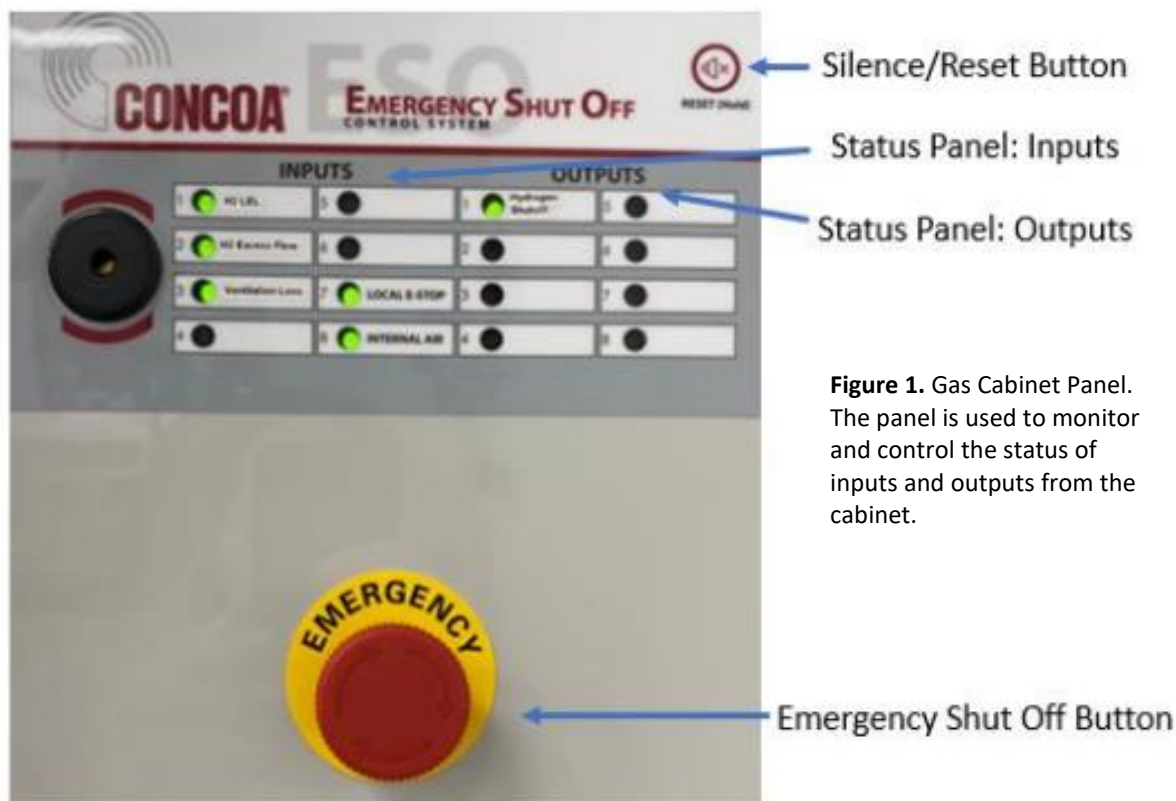 ESO
CONCOA®
EMERGENCY SHUT OFF
CONTROL SYSTEM
RESET (Hold)
Silence/Reset Button
Status Panel: Inputs
Status Panel: Outputs
INPUTS
OUTPUTS
1 H2 LEL
5
1 Hydrogen
Shutoff
5
2 H2 Excess Flow
6
2
6
3 Ventilation Loss
7 LOCAL E-STOP
3
7
4
8 INTERNAL AIR
4
8
Figure 1. Gas Cabinet Panel.
The panel is used to monitor
and control the status of
inputs and outputs from the
cabinet.
EMERGENCY
Emergency Shut Off Button